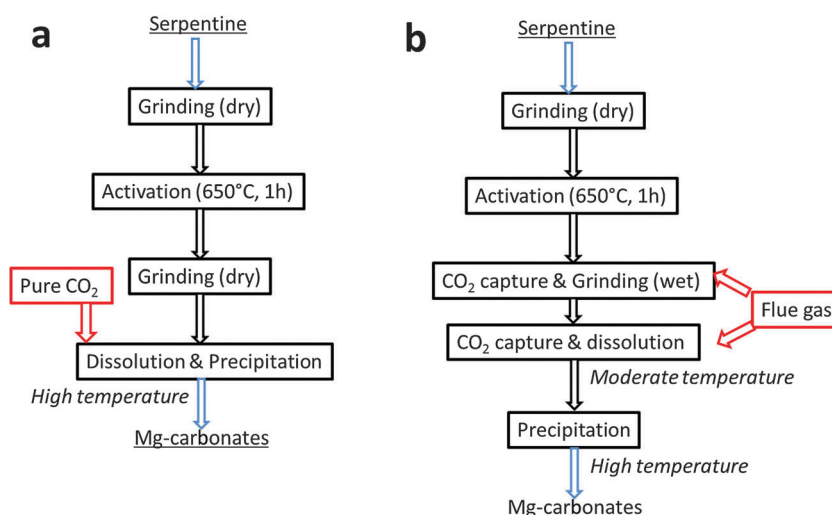 a
Serpentine
Grinding (dry)
Activation (650°C, 1h)
Grinding (dry)
Pure CO₂
Dissolution & Precipitation
High temperature
Mg-carbonates
b
Serpentine
Grinding (dry)
Activation (650°C, 1h)
CO₂ capture & Grinding (wet)
Flue gas
CO₂ capture & dissolution
Moderate temperature
Precipitation
High temperature
Mg-carbonates